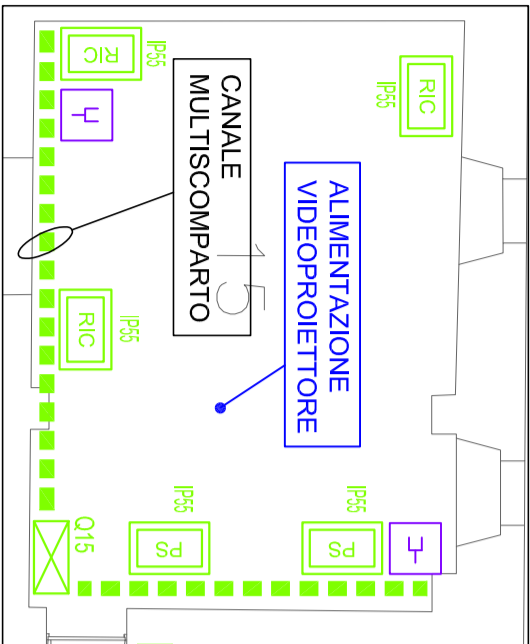 RIC
IP55
RIC
IP55
CANALE
MULTISCOMPARTO
15
ALIMENTAZIONE
VIDEOPROIETTORE
RIC
IP55
Q15
PS
IP55
PS
IP55